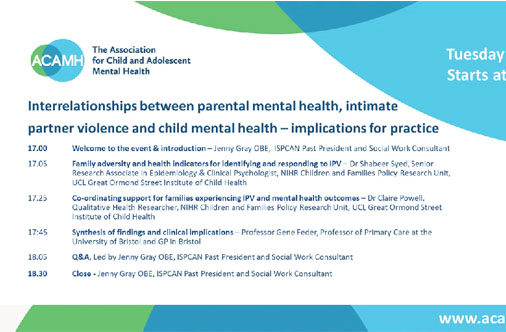 ACAMH
The Association
for Child and Adolescent
Mental Health
Tuesday
Starts at
Interrelationships between parental mental health, intimate
partner violence and child mental health – implications for practice
17.00 Welcome to the event & introduction – Jenny Gray OBE, ISPCAN Past President and Social Work Consultant
17.05 Family adversity and health indicators for identifying and responding to IPV – Dr Shabeer Syed, Senior
Research Associate in Epidemiology & Clinical Psychologist, NIHR Children and Families Policy Research Unit,
UCL Great Ormond Street Institute of Child Health
17.25 Co-ordinating support for families experiencing IPV and mental health outcomes – Dr Claire Powell,
Qualitative Health Researcher, NIHR Children and Families Policy Research Unit, UCL Great Ormond Street
Institute of Child Health
17:45 Synthesis of findings and clinical implications – Professor Gene Feder, Professor of Primary Care at the
University of Bristol and GP in Bristol
18.05 Q&A, Led by Jenny Gray OBE, ISPCAN Past President and Social Work Consultant
18.30 Close - Jenny Gray OBE, ISPCAN Past President and Social Work Consultant
www.aca